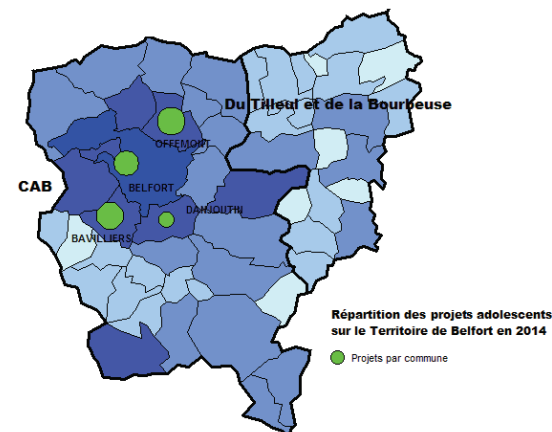 Du Tilleul et de la Bourbeuse
OFFEMONT
CAB
BELFORT
DANJOUTIN
BAVILLIERS
Répartition des projets adolescents
sur le Territoire de Belfort en 2014
Projets par commune